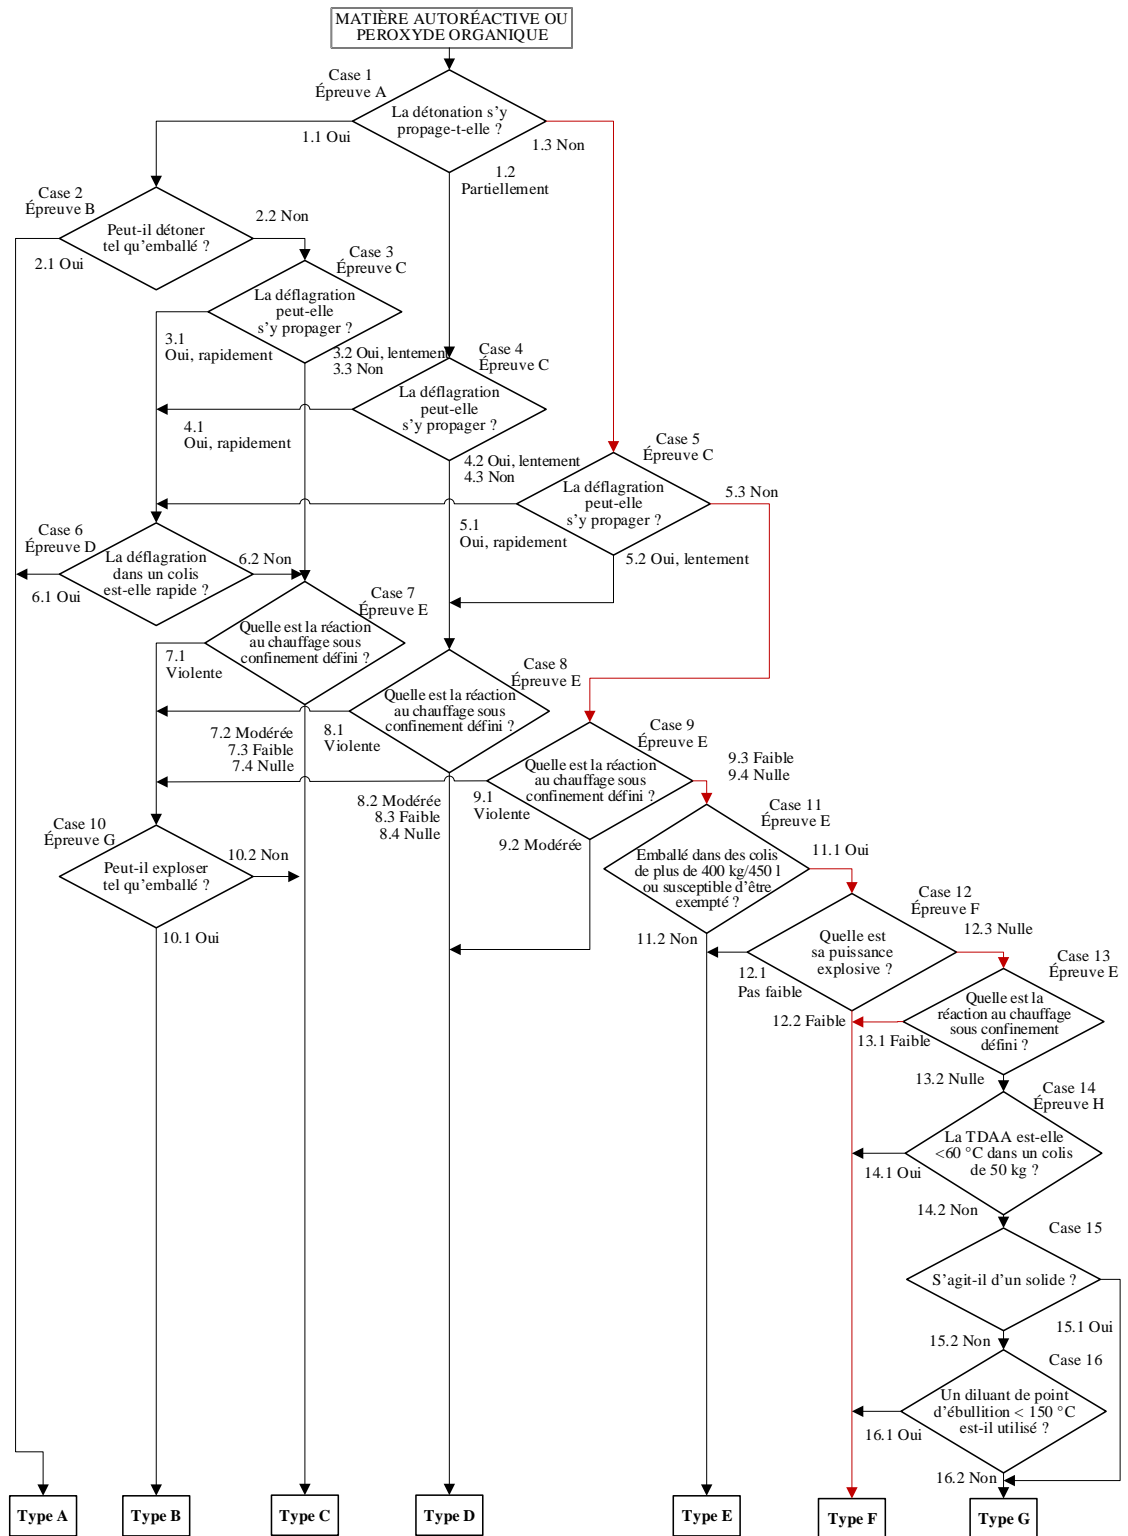 MATIÈRE AUTORÉACTIVE OU
PEROXYDE ORGANIQUE
Case 1
Épreuve A
La détonation s’y
propage-t-elle ?
1.1 Oui
1.3 Non
1.2
Partiellement
Case 2
Épreuve B
Peut-il détoner
tel qu’emballé ?
2.2 Non
2.1 Oui
Case 3
Épreuve C
La déflagration
peut-elle
s’y propager ?
3.1
Oui, rapidement
3.2 Oui, lentement
3.3 Non
Case 4
Épreuve C
La déflagration
peut-elle
s’y propager ?
4.1
Oui, rapidement
4.2 Oui, lentement
4.3 Non
Case 5
Épreuve C
La déflagration
peut-elle
s’y propager ?
5.3 Non
5.1
Oui, rapidement
5.2 Oui, lentement
Case 6
Épreuve D
La déflagration
dans un colis
est-elle rapide ?
6.2 Non
6.1 Oui
Case 7
Épreuve E
Quelle est la réaction
au chauffage sous
confinement défini ?
7.1
Violente
7.2 Modérée
7.3 Faible
7.4 Nulle
Case 8
Épreuve E
Quelle est la réaction
au chauffage sous
confinement défini ?
8.1
Violente
8.2 Modérée
8.3 Faible
8.4 Nulle
Case 9
Épreuve E
Quelle est la réaction
au chauffage sous
confinement défini ?
9.3 Faible
9.4 Nulle
9.1
Violente
9.2 Modérée
Case 10
Épreuve G
Peut-il exploser
tel qu’emballé ?
10.2 Non
10.1 Oui
Case 11
Épreuve E
Emballé dans des colis
de plus de 400 kg/450 l
ou susceptible d’être
exempté ?
11.1 Oui
11.2 Non
Case 12
Épreuve F
Quelle est
sa puissance
explosive ?
12.3 Nulle
12.1
Pas faible
12.2 Faible
Case 13
Épreuve E
Quelle est la
réaction au chauffage
sous confinement
défini ?
13.1 Faible
13.2 Nulle
Case 14
Épreuve H
La TDAA est-elle
<60 °C dans un colis
de 50 kg ?
14.1 Oui
14.2 Non
Case 15
S’agit-il d’un solide ?
15.1 Oui
15.2 Non
Case 16
Un diluant de point
d’ébullition < 150 °C
est-il utilisé ?
16.1 Oui
16.2 Non
Type A
Type B
Type C
Type D
Type E
Type F
Type G